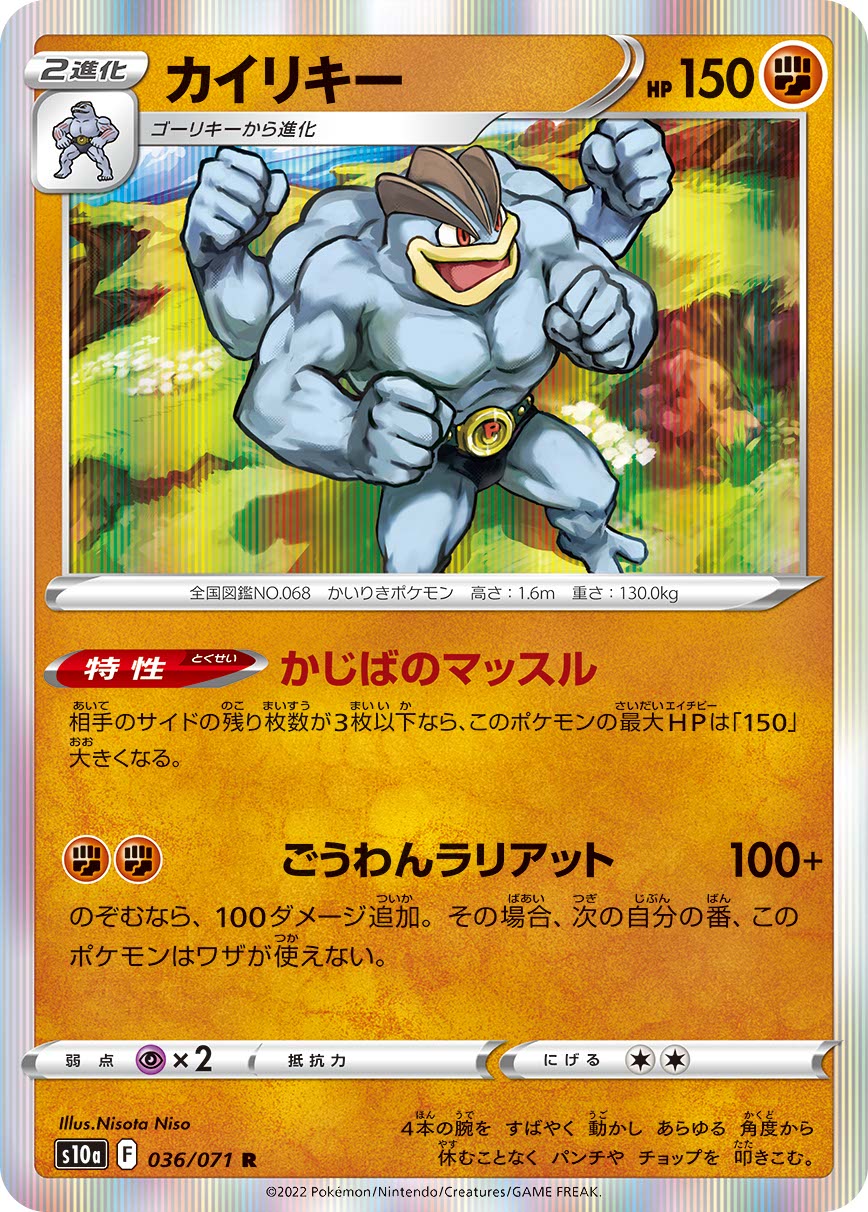 2進化 カイリキー HP 150
ゴーリキーから進化
全国図鑑NO.068 かいりきポケモン 高さ：1.6m 重さ：130.0kg
特性 とくせい かじばのマッスル
あいて のこ まいすう まいいか さいだいエイチピー
相手のサイドの残り枚数が3枚以下なら、このポケモンの最大HPは「150」
おお
大きくなる。
ごうわんラリアット 100+
ついか ばあい つぎ じぶん ばん
のぞむなら、100ダメージ追加。その場合、次の自分の番、この
つか
ポケモンはワザが使えない。
弱点 ×2 抵抗力 にげる
Illus.Nisota Niso
ほん うで うご かくど
4本の腕を すばやく 動かし あらゆる 角度から
やす たた
休むことなく パンチや チョップを 叩きこむ。
s10a F 036/071 R
©2022 Pokémon/Nintendo/Creatures/GAME FREAK.